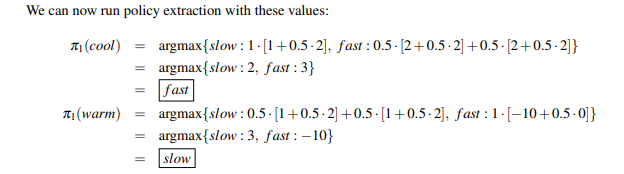 We can now run policy extraction with these values:
π₁(cool) = argmax{slow : 1 · [1+0.5 · 2], fast : 0.5 · [2+0.5 · 2]+0.5 · [2+0.5 · 2]}
= argmax{slow : 2, fast : 3}
= fast
π₁(warm) = argmax{slow : 0.5 · [1+0.5 · 2]+0.5 · [1+0.5 · 2], fast : 1 · [−10+0.5 · 0]}
= argmax{slow : 3, fast : −10}
= slow